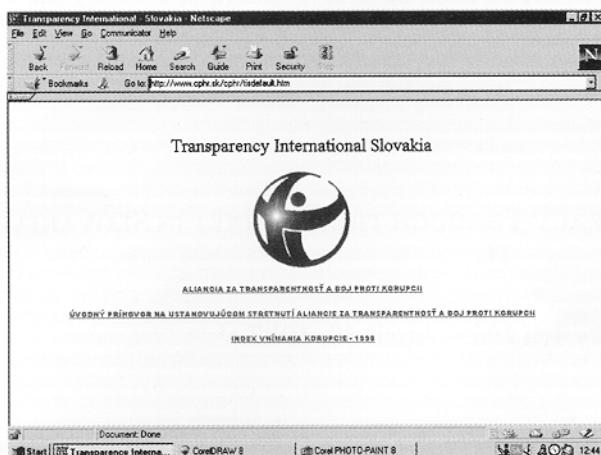 Transparency International - Slovakia - Netscape
File Edit View Go Communicator Help
Back Forward Reload Home Search Guide Print Security Stop
Bookmarks Go to: http://www.cphr.sk/cphr/tisdefault.htm
Transparency International Slovakia
ALIANCIA ZA TRANSPARENTNOSŤ A BOJ PROTI KORUPCII
ÚVODNÝ PRÍHOVOR NA USTANOVUJÚCOM STRETNUTÍ ALIANCIE ZA TRANSPARENTNOSŤ A BOJ PROTI KORUPCII
INDEX VNÍMANIA KORUPCIE - 1998
Document: Done
Start Transparency Interna... CorelDRAW 8 Corel PHOTO-PAINT 8 12:44